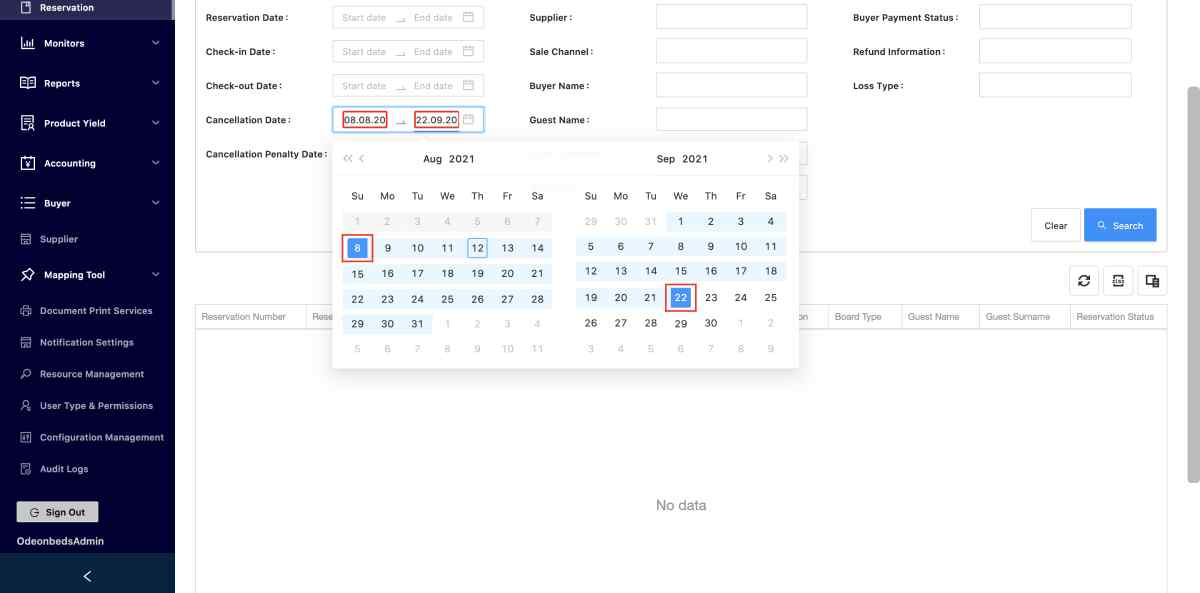 Reservation
Monitors
Reports
Product Yield
Accounting
Buyer
Supplier
Mapping Tool
Document Print Services
Notification Settings
Resource Management
User Type & Permissions
Configuration Management
Audit Logs
Sign Out
OdeonbedsAdmin
Reservation Date : Start date End date Supplier : Buyer Payment Status :
Check-in Date : Start date End date Sale Channel : Refund Information :
Check-out Date : Start date End date Buyer Name : Loss Type :
Cancellation Date : 08.08.20 22.09.20 Guest Name :
Cancellation Penalty Date :
Aug 2021 Sep 2021
Su Mo Tu We Th Fr Sa Su Mo Tu We Th Fr Sa
1 2 3 4 5 6 7 29 30 31 1 2 3 4
8 9 10 11 12 13 14 5 6 7 8 9 10 11
15 16 17 18 19 20 21 12 13 14 15 16 17 18
22 23 24 25 26 27 28 19 20 21 22 23 24 25
29 30 31 1 2 3 4 26 27 28 29 30 1 2
5 6 7 8 9 10 11 3 4 5 6 7 8 9
Clear Search
Reservation Number Rese on Board Type Guest Name Guest Surname Reservation Status
No data